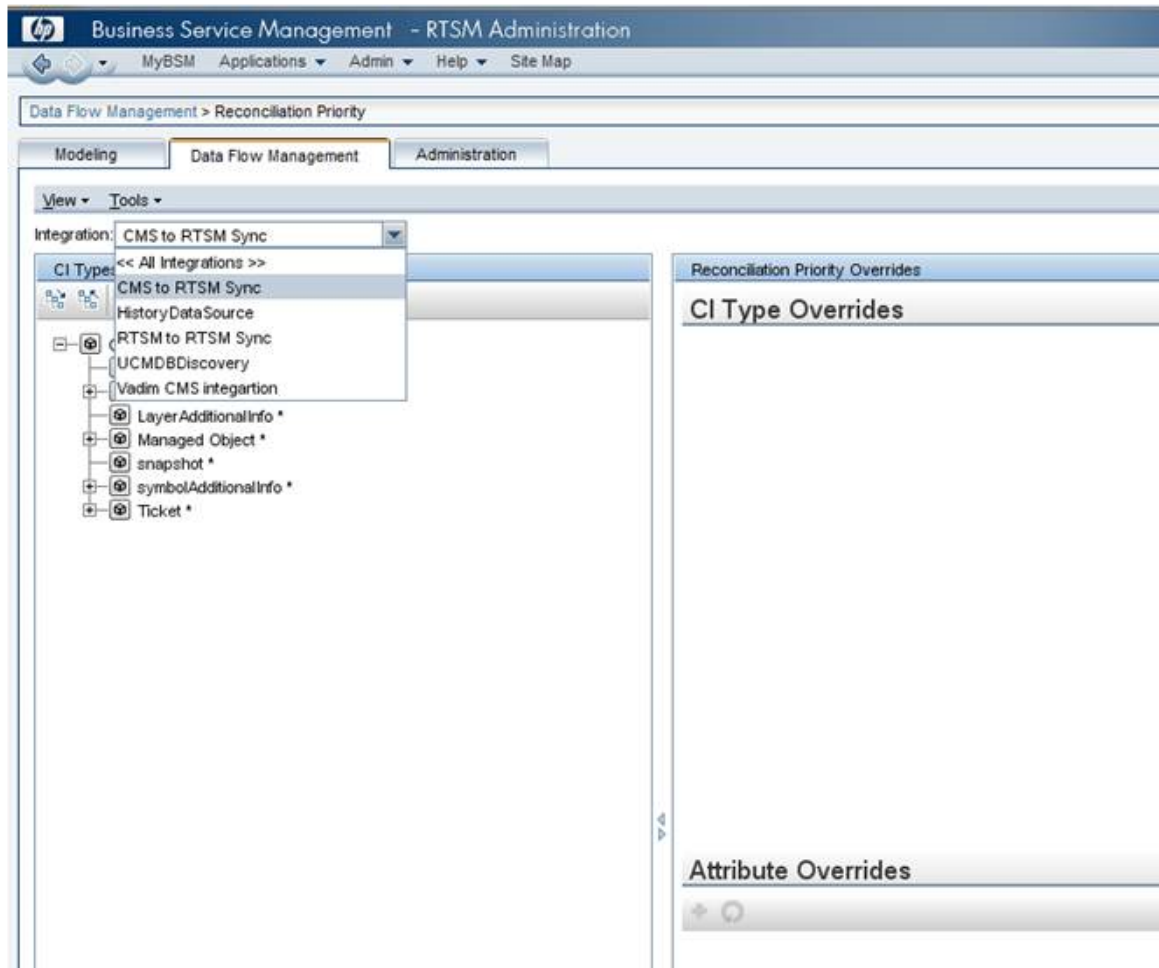 hp Business Service Management - RTSM Administration
MyBSM Applications Admin Help Site Map
Data Flow Management > Reconciliation Priority
Modeling Data Flow Management Administration
View Tools
Integration: CMS to RTSM Sync
<< All Integrations >>
CMS to RTSM Sync
HistoryDataSource
RTSM to RTSM Sync
UCMDBDiscovery
Vadim CMS integartion
CI Types
LayerAdditionalInfo *
Managed Object *
snapshot *
symbolAdditionalInfo *
Ticket *
Reconciliation Priority Overrides
CI Type Overrides
Attribute Overrides